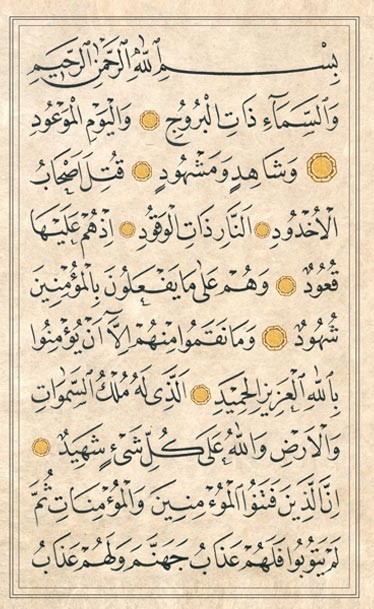 بِسْمِ اللّٰهِ الرَّحْمٰنِ الرَّحٖيمِ
وَالسَّمَٓاءِ ذَاتِ الْبُرُوجِ وَالْيَوْمِ الْمَوْعُودِ
وَشَاهِدٍ وَمَشْهُودٍ قُتِلَ اَصْحَابُ
الْاُخْدُودِ اَلنَّارِ ذَاتِ الْوَقُودِ اِذْهُمْ عَلَيْهَا
قُعُودٌ وَهُمْ عَلٰى مَا يَفْعَلُونَ بِالْمُؤْمِنٖينَ
شُهُودٌ وَمَا نَقَمُوا مِنْهُمْ اِلَّٓا اَنْ يُؤْمِنُوا
بِاللّٰهِ الْعَزٖيزِ الْحَمٖيدِ اَلَّذٖى لَهُ مُلْكُ السَّمٰوَاتِ
وَالْاَرْضِ وَاللّٰهُ عَلٰى كُلِّ شَیْءٍ شَهٖيدٌ
اِنَّ الَّذٖينَ فَتَنُوا الْمُؤْمِنٖينَ وَالْمُؤْمِنَاتِ ثُمَّ
لَمْ يَتُوبُوا فَلَهُمْ عَذَابُ جَهَنَّمَ وَلَهُمْ عَذَابُ